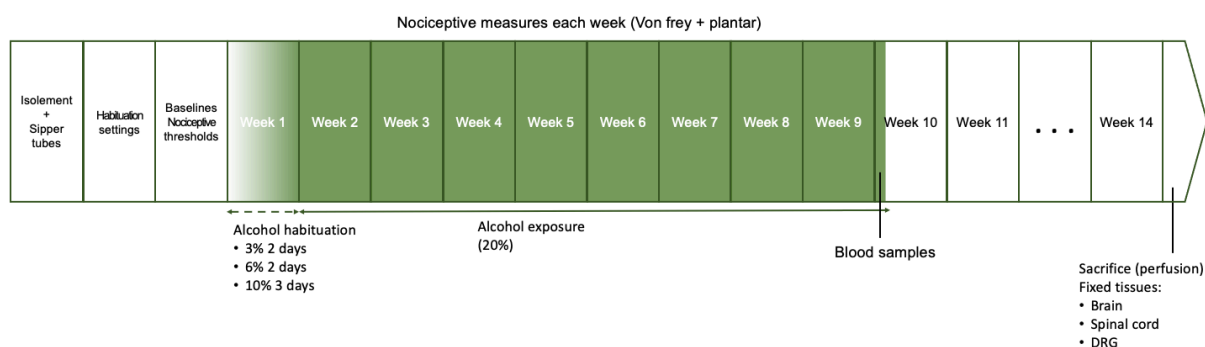 Nociceptive measures each week (Von frey + plantar)
Isolement
+
Sipper
tubes
Habituation
settings
Baselines
Nociceptive
thresholds
Week 1
Week 2
Week 3
Week 4
Week 5
Week 6
Week 7
Week 8
Week 9
Week 10
Week 11
. . .
Week 14
Alcohol habituation
• 3% 2 days
• 6% 2 days
• 10% 3 days
Alcohol exposure
(20%)
Blood samples
Sacrifice (perfusion)
Fixed tissues:
• Brain
• Spinal cord
• DRG